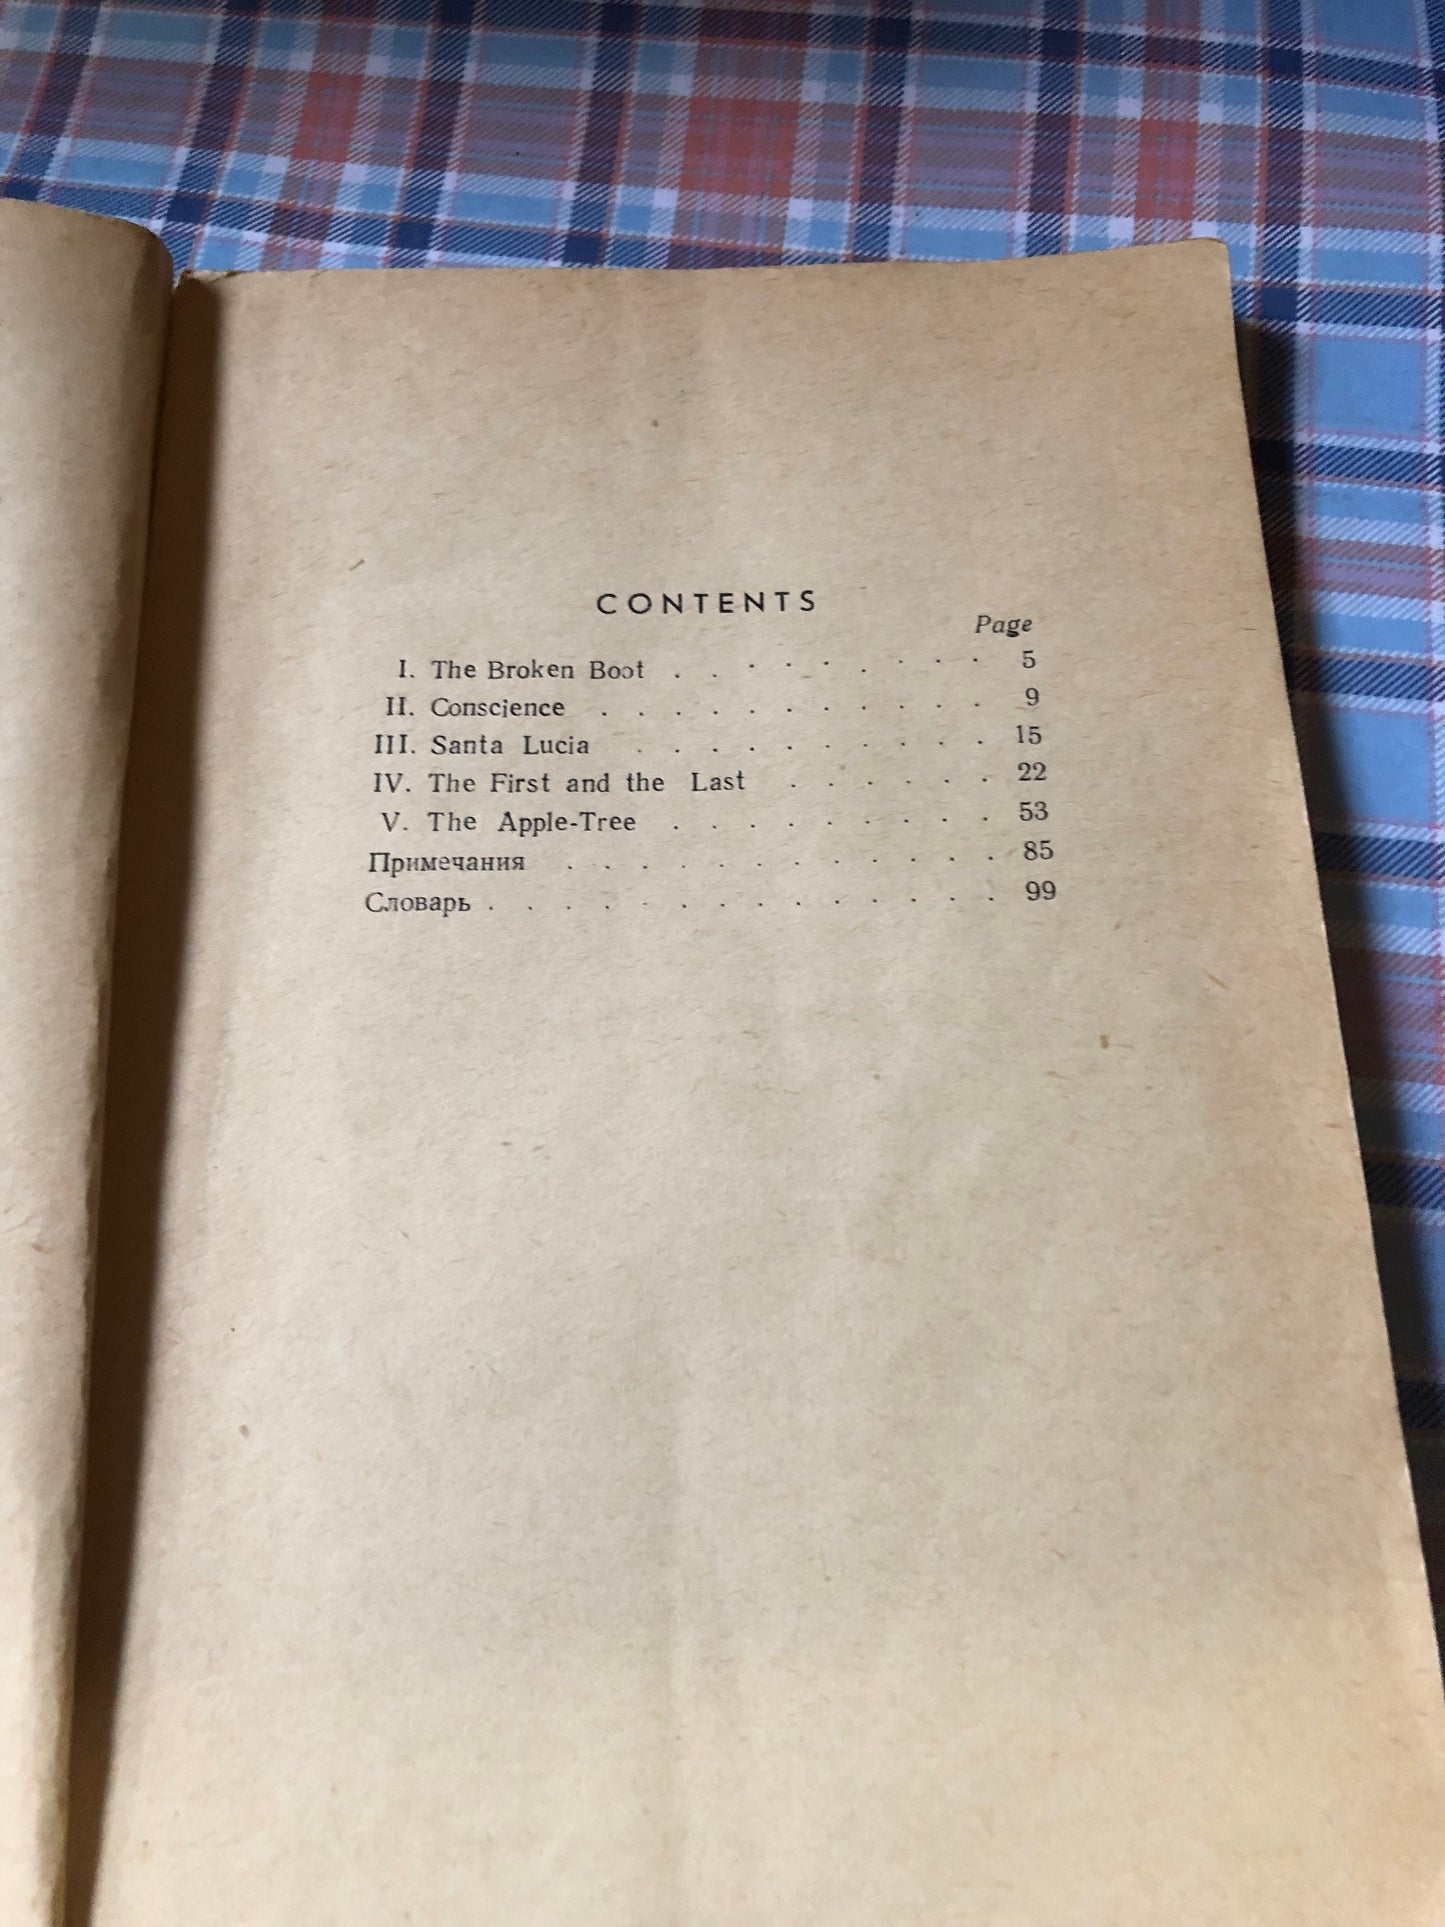 CONTENTS
Page
I. The Broken Boot . . . . . . . . . 5
II. Conscience . . . . . . . . . . . 9
III. Santa Lucia . . . . . . . . . . 15
IV. The First and the Last . . . . . . 22
V. The Apple-Tree . . . . . . . . . 53
Примечания . . . . . . . . . . . . 85
Словарь . . . . . . . . . . . . . . 99